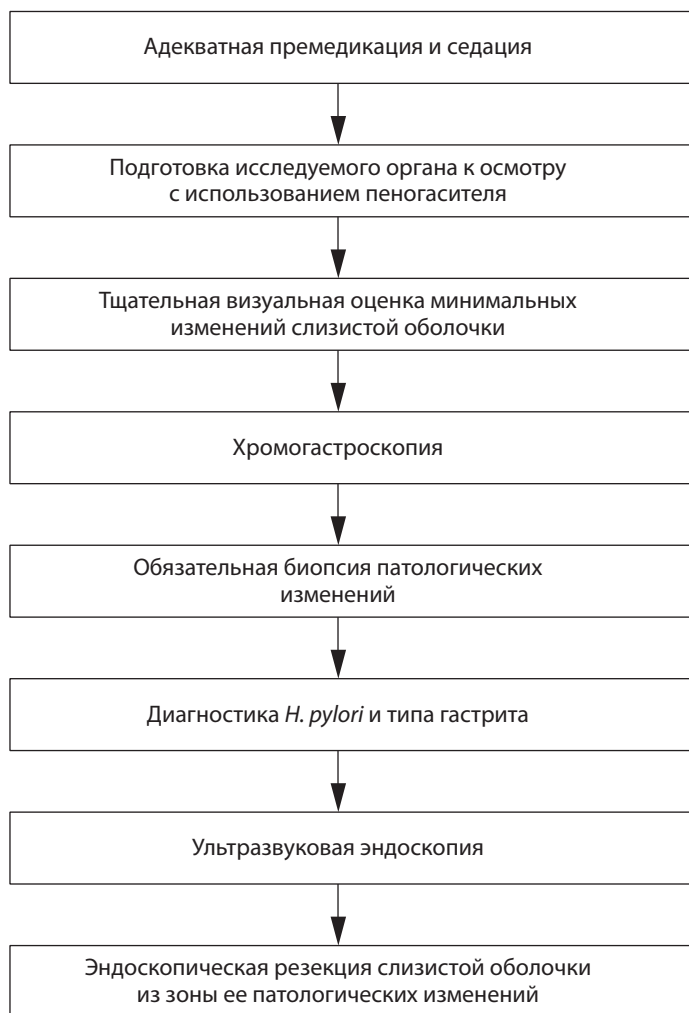 Адекватная премедикация и седация
Подготовка исследуемого органа к осмотру
с использованием пеногасителя
Тщательная визуальная оценка минимальных
изменений слизистой оболочки
Хромогастроскопия
Обязательная биопсия патологических
изменений
Диагностика H. pylori и типа гастрита
Ультразвуковая эндоскопия
Эндоскопическая резекция слизистой оболочки
из зоны ее патологических изменений